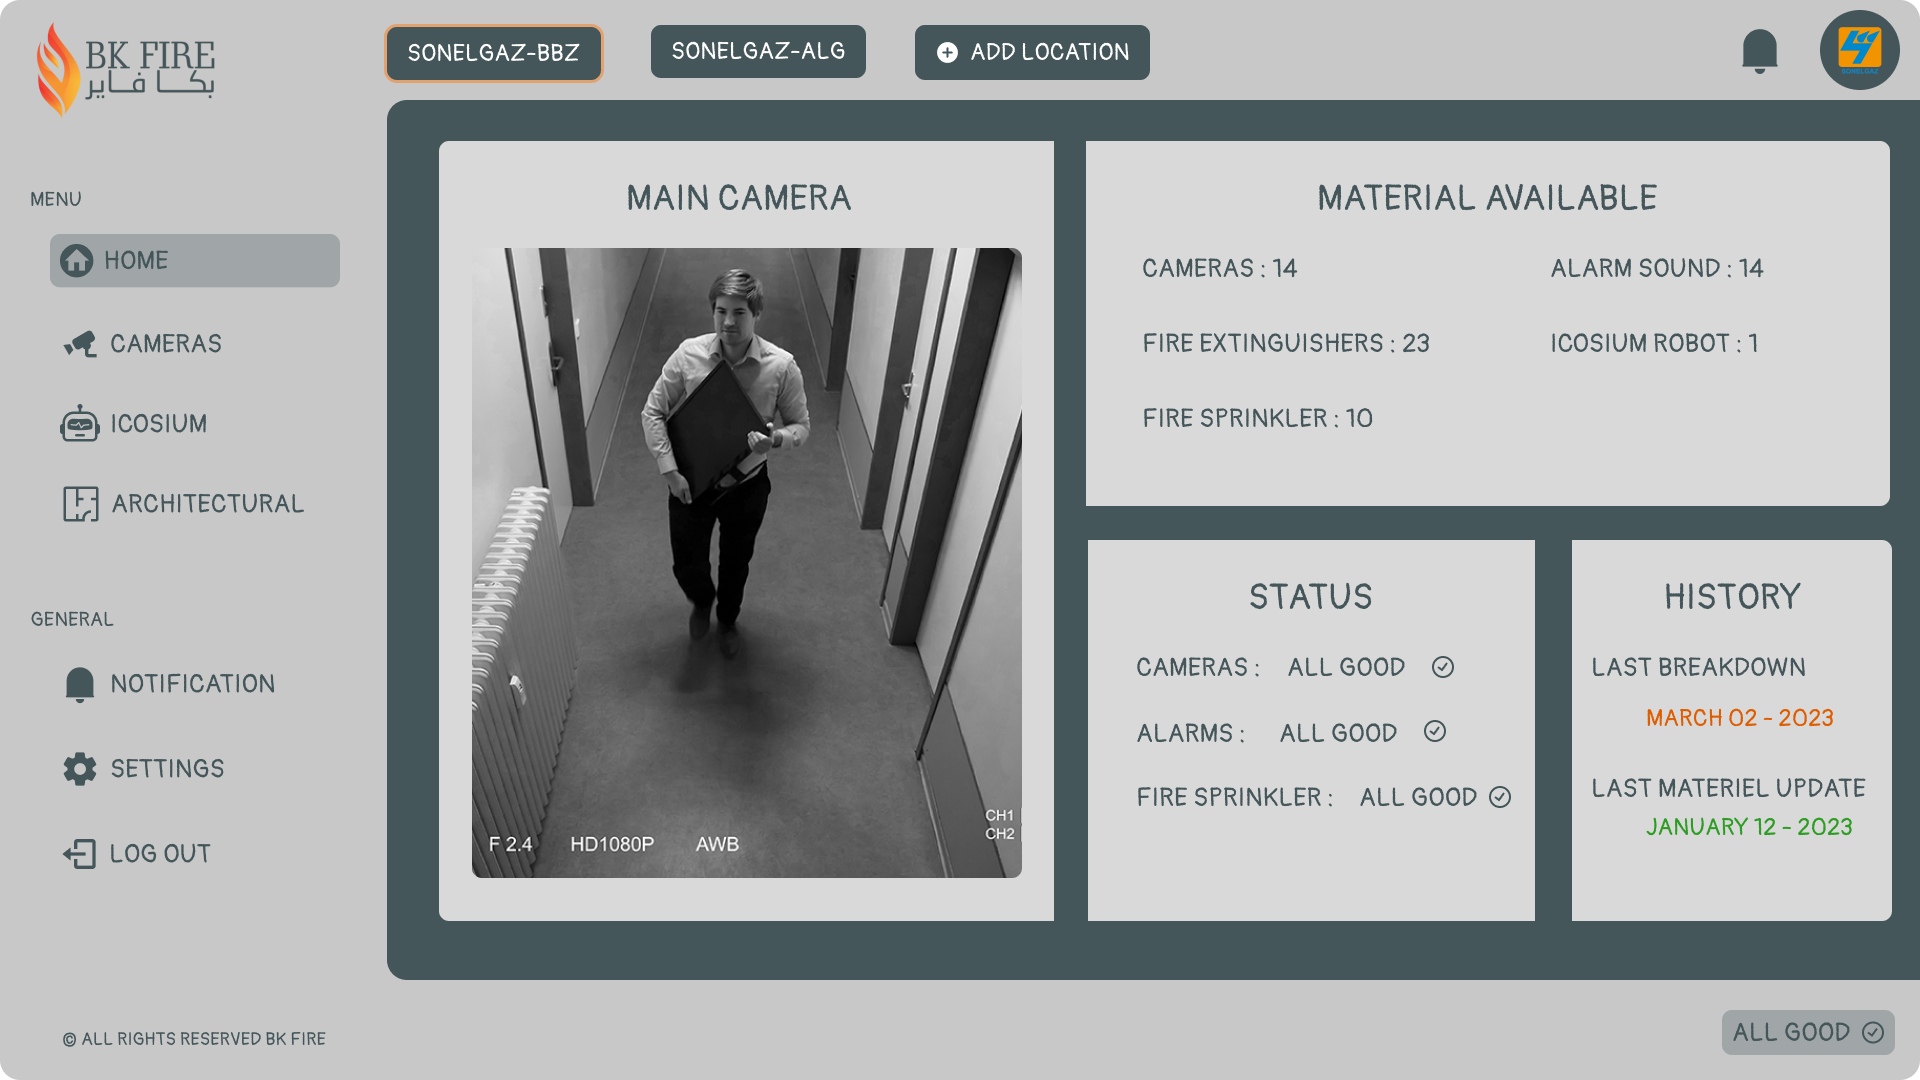 BK FIRE
بكا فاير
SONELGAZ-BBZ
SONELGAZ-ALG
ADD LOCATION
SONELGAZ
MENU
HOME
CAMERAS
ICOSIUM
ARCHITECTURAL
GENERAL
NOTIFICATION
SETTINGS
LOG OUT
© ALL RIGHTS RESERVED BK FIRE
MAIN CAMERA
F 2.4 HD1080P AWB
CH1
CH2
MATERIAL AVAILABLE
CAMERAS : 14
ALARM SOUND : 14
FIRE EXTINGUISHERS : 23
ICOSIUM ROBOT : 1
FIRE SPRINKLER : 10
STATUS
CAMERAS : ALL GOOD
ALARMS : ALL GOOD
FIRE SPRINKLER : ALL GOOD
HISTORY
LAST BREAKDOWN
MARCH 02 - 2023
LAST MATERIEL UPDATE
JANUARY 12 - 2023
ALL GOOD